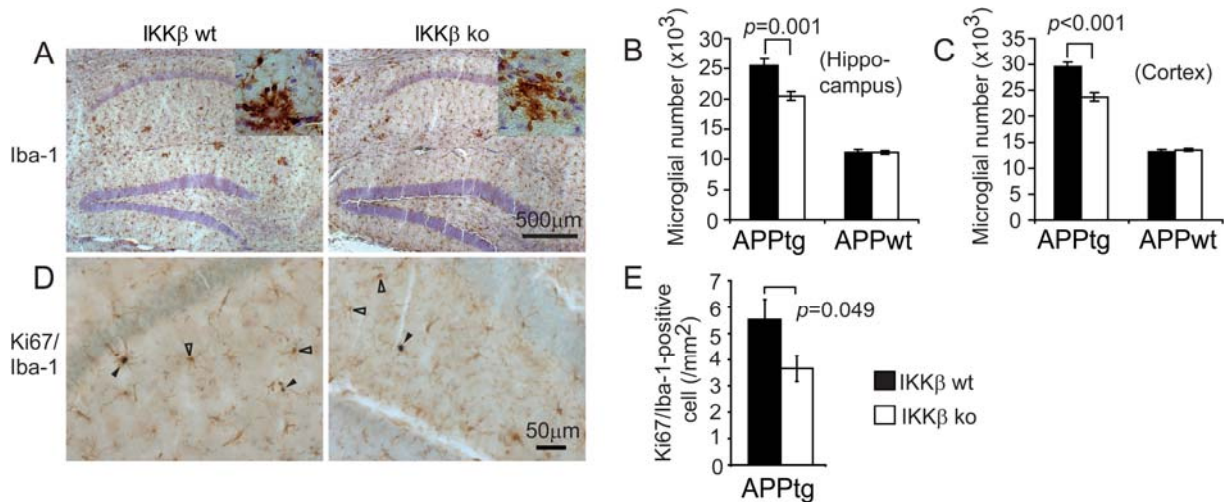 IKKβ wt
IKKβ ko
A
Iba-1
500μm
D
Ki67/
Iba-1
50μm
B
Microglial number (x10³)
30
25
20
15
10
5
0
p=0.001
(Hippo-
campus)
APPtg
APPwt
C
Microglial number (x10³)
35
30
25
20
15
10
5
0
p<0.001
(Cortex)
APPtg
APPwt
E
Ki67/Iba-1-positive
cell (/mm²)
7
6
5
4
3
2
1
0
p=0.049
APPtg
IKKβ wt
IKKβ ko